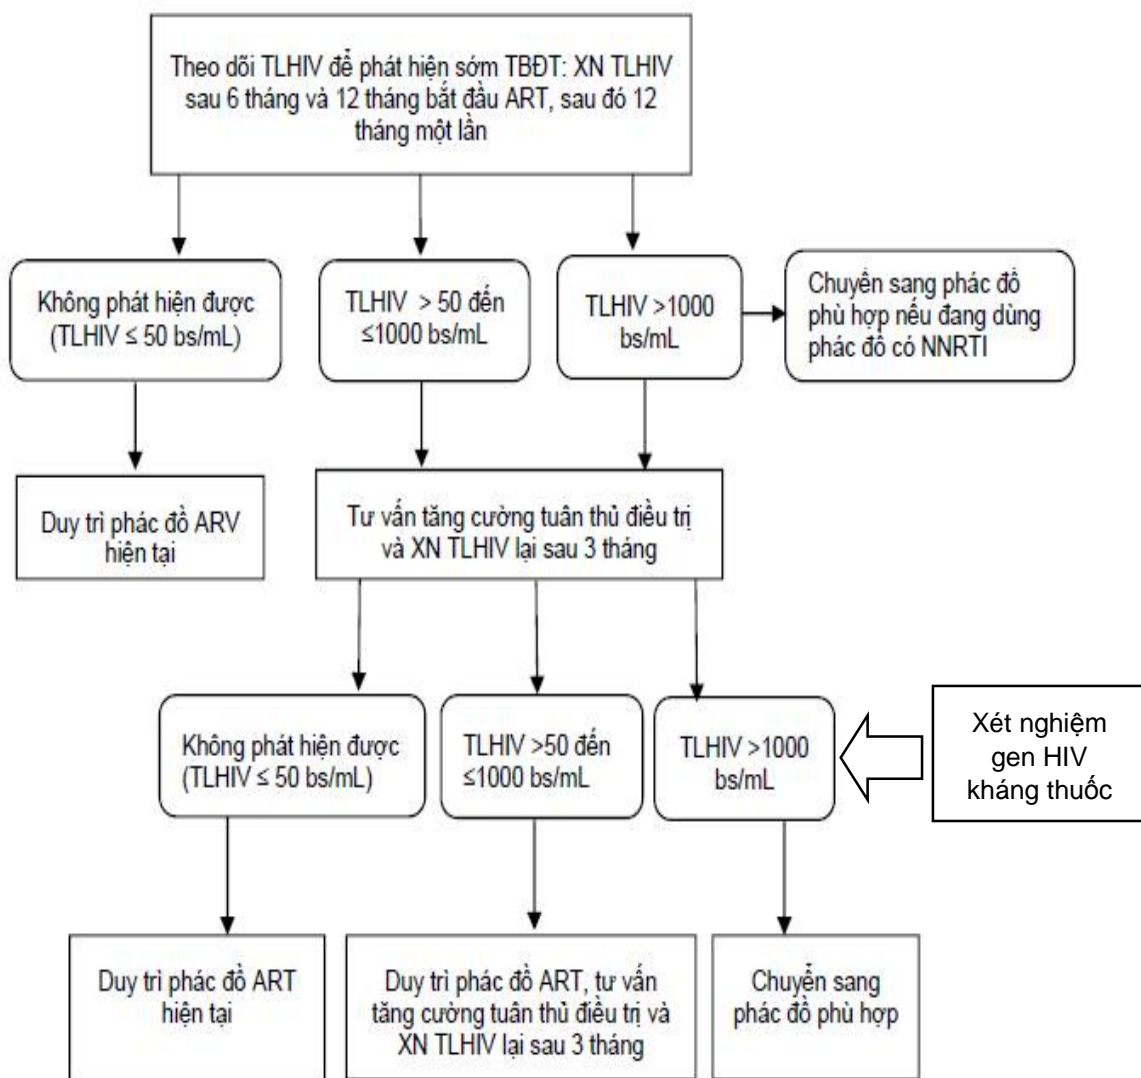 Theo dõi TLHIV để phát hiện sớm TBĐT: XN TLHIV
sau 6 tháng và 12 tháng bắt đầu ART, sau đó 12
tháng một lần
Không phát hiện được
(TLHIV ≤ 50 bs/mL)
TLHIV > 50 đến
≤1000 bs/mL
TLHIV >1000
bs/mL
Chuyển sang phác đồ
phù hợp nếu đang dùng
phác đồ có NNRTI
Duy trì phác đồ ARV
hiện tại
Tư vấn tăng cường tuân thủ điều trị
và XN TLHIV lại sau 3 tháng
Không phát hiện được
(TLHIV ≤ 50 bs/mL)
TLHIV >50 đến
≤1000 bs/mL
TLHIV >1000
bs/mL
Xét nghiệm
gen HIV
kháng thuốc
Duy trì phác đồ ART
hiện tại
Duy trì phác đồ ART, tư vấn
tăng cường tuân thủ điều trị và
XN TLHIV lại sau 3 tháng
Chuyển sang
phác đồ phù hợp